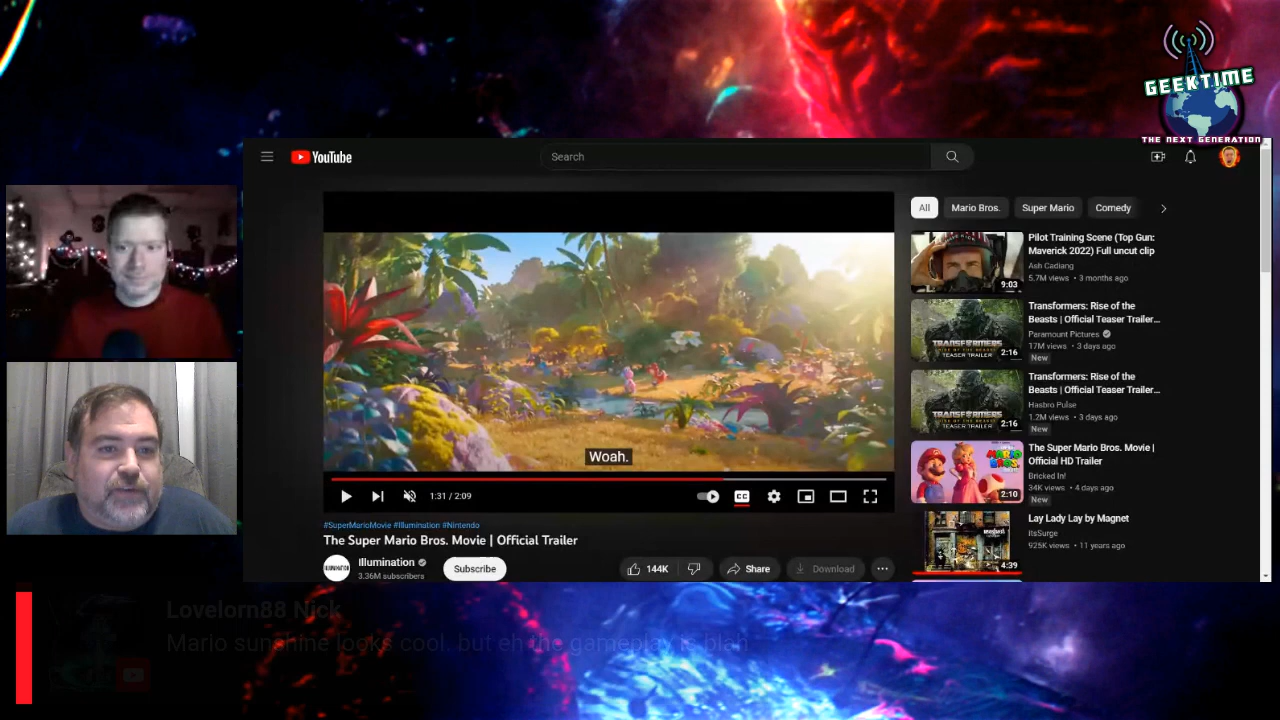 GEEKTIME
THE NEXT GENERATION
YouTube
Search
All
Mario Bros.
Super Mario
Comedy
Woah.
1:31 / 2:09
CC
#SuperMarioMovie #Illumination #Nintendo
The Super Mario Bros. Movie | Official Trailer
Illumination
3.36M subscribers
Subscribe
144K
Share
Download
Pilot Training Scene (Top Gun:
Maverick 2022) Full uncut clip
Ash Cadiang
5.7M views • 3 months ago
9:03
Transformers: Rise of the
Beasts | Official Teaser Trailer...
Paramount Pictures
17M views • 3 days ago
New
TRANSFORMERS
TEASER TRAILER
2:16
Transformers: Rise of the
Beasts | Official Teaser Trailer...
Hasbro Pulse
1.2M views • 3 days ago
New
TRANSFORMERS
TEASER TRAILER
2:16
The Super Mario Bros. Movie |
Official HD Trailer
Bricked In!
34K views • 4 days ago
New
2:10
Lay Lady Lay by Magnet
ItsSurge
925K views • 11 years ago
4:39
Lovelorn88 Nick
Mario sunshine looks cool. but eh the gameplay is blah